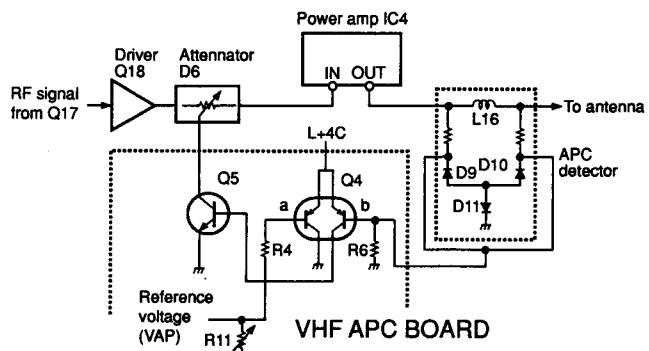 Power amp IC4
Driver
Q18
Attennator
D6
IN OUT
RF signal
from Q17
L16
To antenna
L+4C
APC
detector
D9
D10
D11
Q5
Q4
a
b
R4
R6
Reference
voltage
(VAP)
R11
VHF APC BOARD